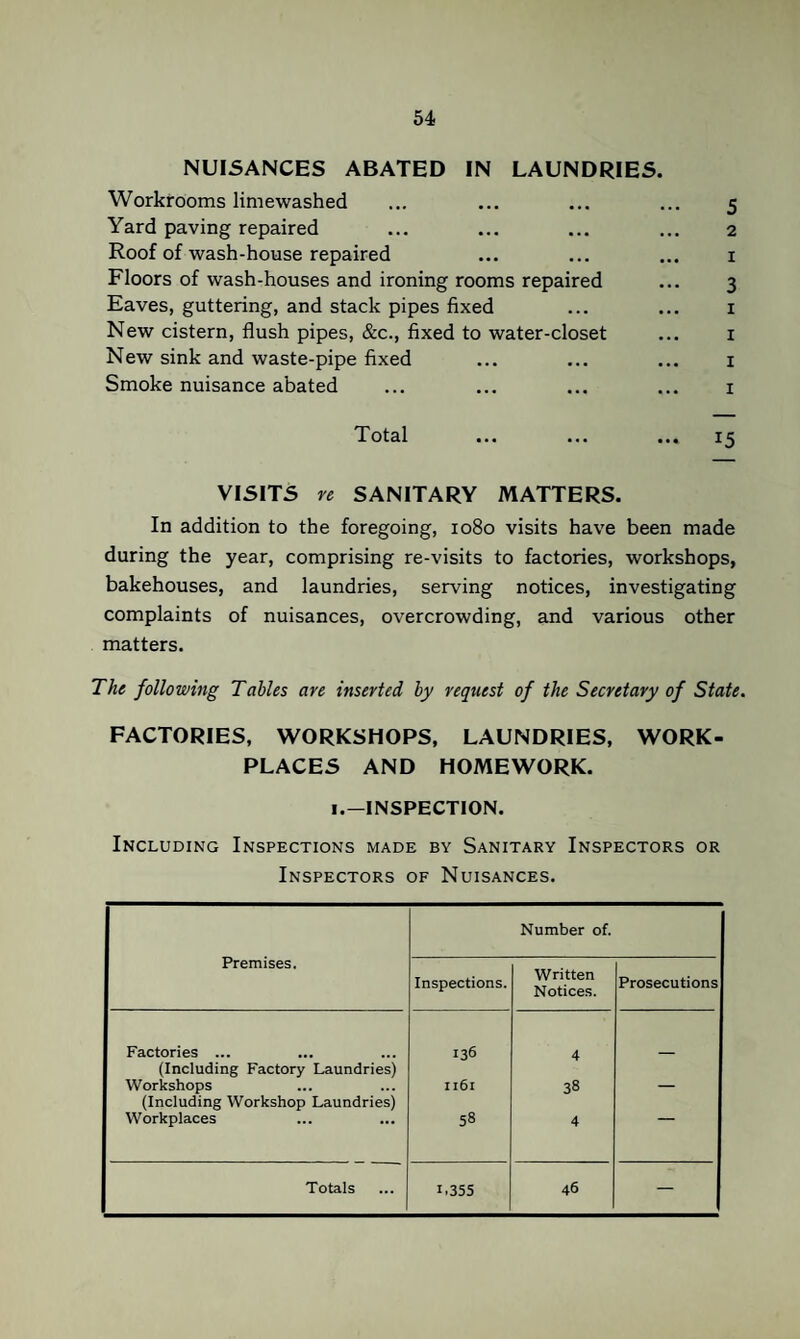 54
NUISANCES ABATED IN LAUNDRIES.
Workrooms limewashed ... ... ... ... 5
Yard paving repaired ... ... ... ... 2
Roof of wash-house repaired ... ... ... 1
Floors of wash-houses and ironing rooms repaired ... 3
Eaves, guttering, and stack pipes fixed ... ... 1
New cistern, flush pipes, &c., fixed to water-closet ... 1
New sink and waste-pipe fixed ... ... ... 1
Smoke nuisance abated ... ... ... ... 1
Total ... ... ... 15
VISITS re SANITARY MATTERS.
In addition to the foregoing, 1080 visits have been made
during the year, comprising re-visits to factories, workshops,
bakehouses, and laundries, serving notices, investigating
complaints of nuisances, overcrowding, and various other
matters.
The following Tables are inserted by request of the Secretary of State.
FACTORIES, WORKSHOPS, LAUNDRIES, WORK-
PLACES AND HOMEWORK.
1.—INSPECTION.
Including Inspections made by Sanitary Inspectors or
Inspectors of Nuisances.
Premises. Number of.
Inspections. Written Notices. Prosecutions
Factories ... ... ... 136 4 —
(Including Factory Laundries)
Workshops ... ... 1161 38 —
(Including Workshop Laundries)
Workplaces ... ... 58 4 —
Totals ... 1,355 46 —